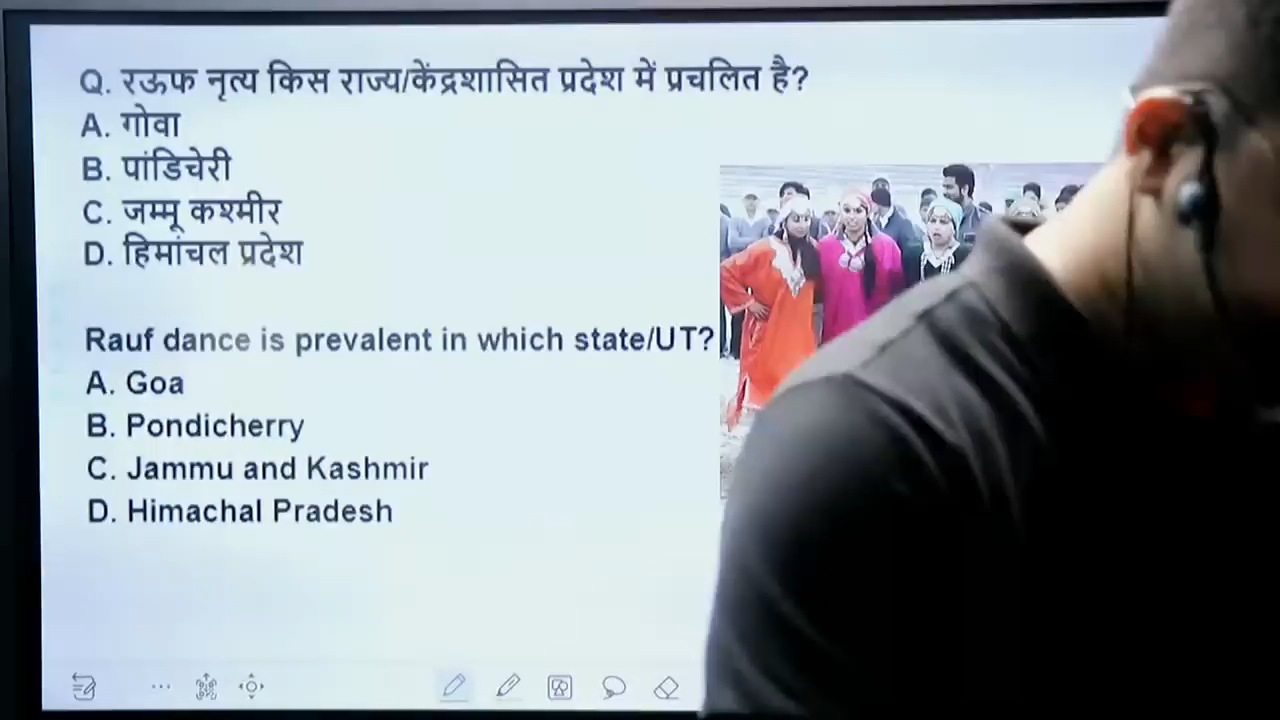 Q. रऊफ नृत्य किस राज्य/केंद्रशासित प्रदेश में प्रचलित है?
A. गोवा
B. पांडिचेरी
C. जम्मू कश्मीर
D. हिमांचल प्रदेश
Rauf dance is prevalent in which state/UT?
A. Goa
B. Pondicherry
C. Jammu and Kashmir
D. Himachal Pradesh